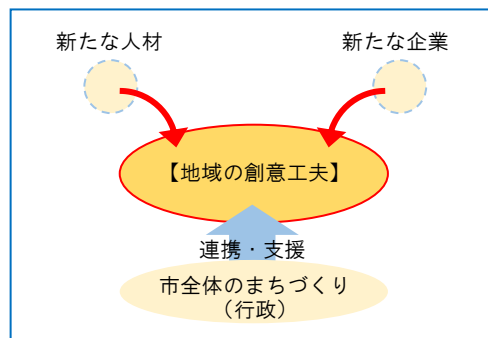 新たな人材
新たな企業
【地域の創意工夫】
連携・支援
市全体のまちづくり
（行政）